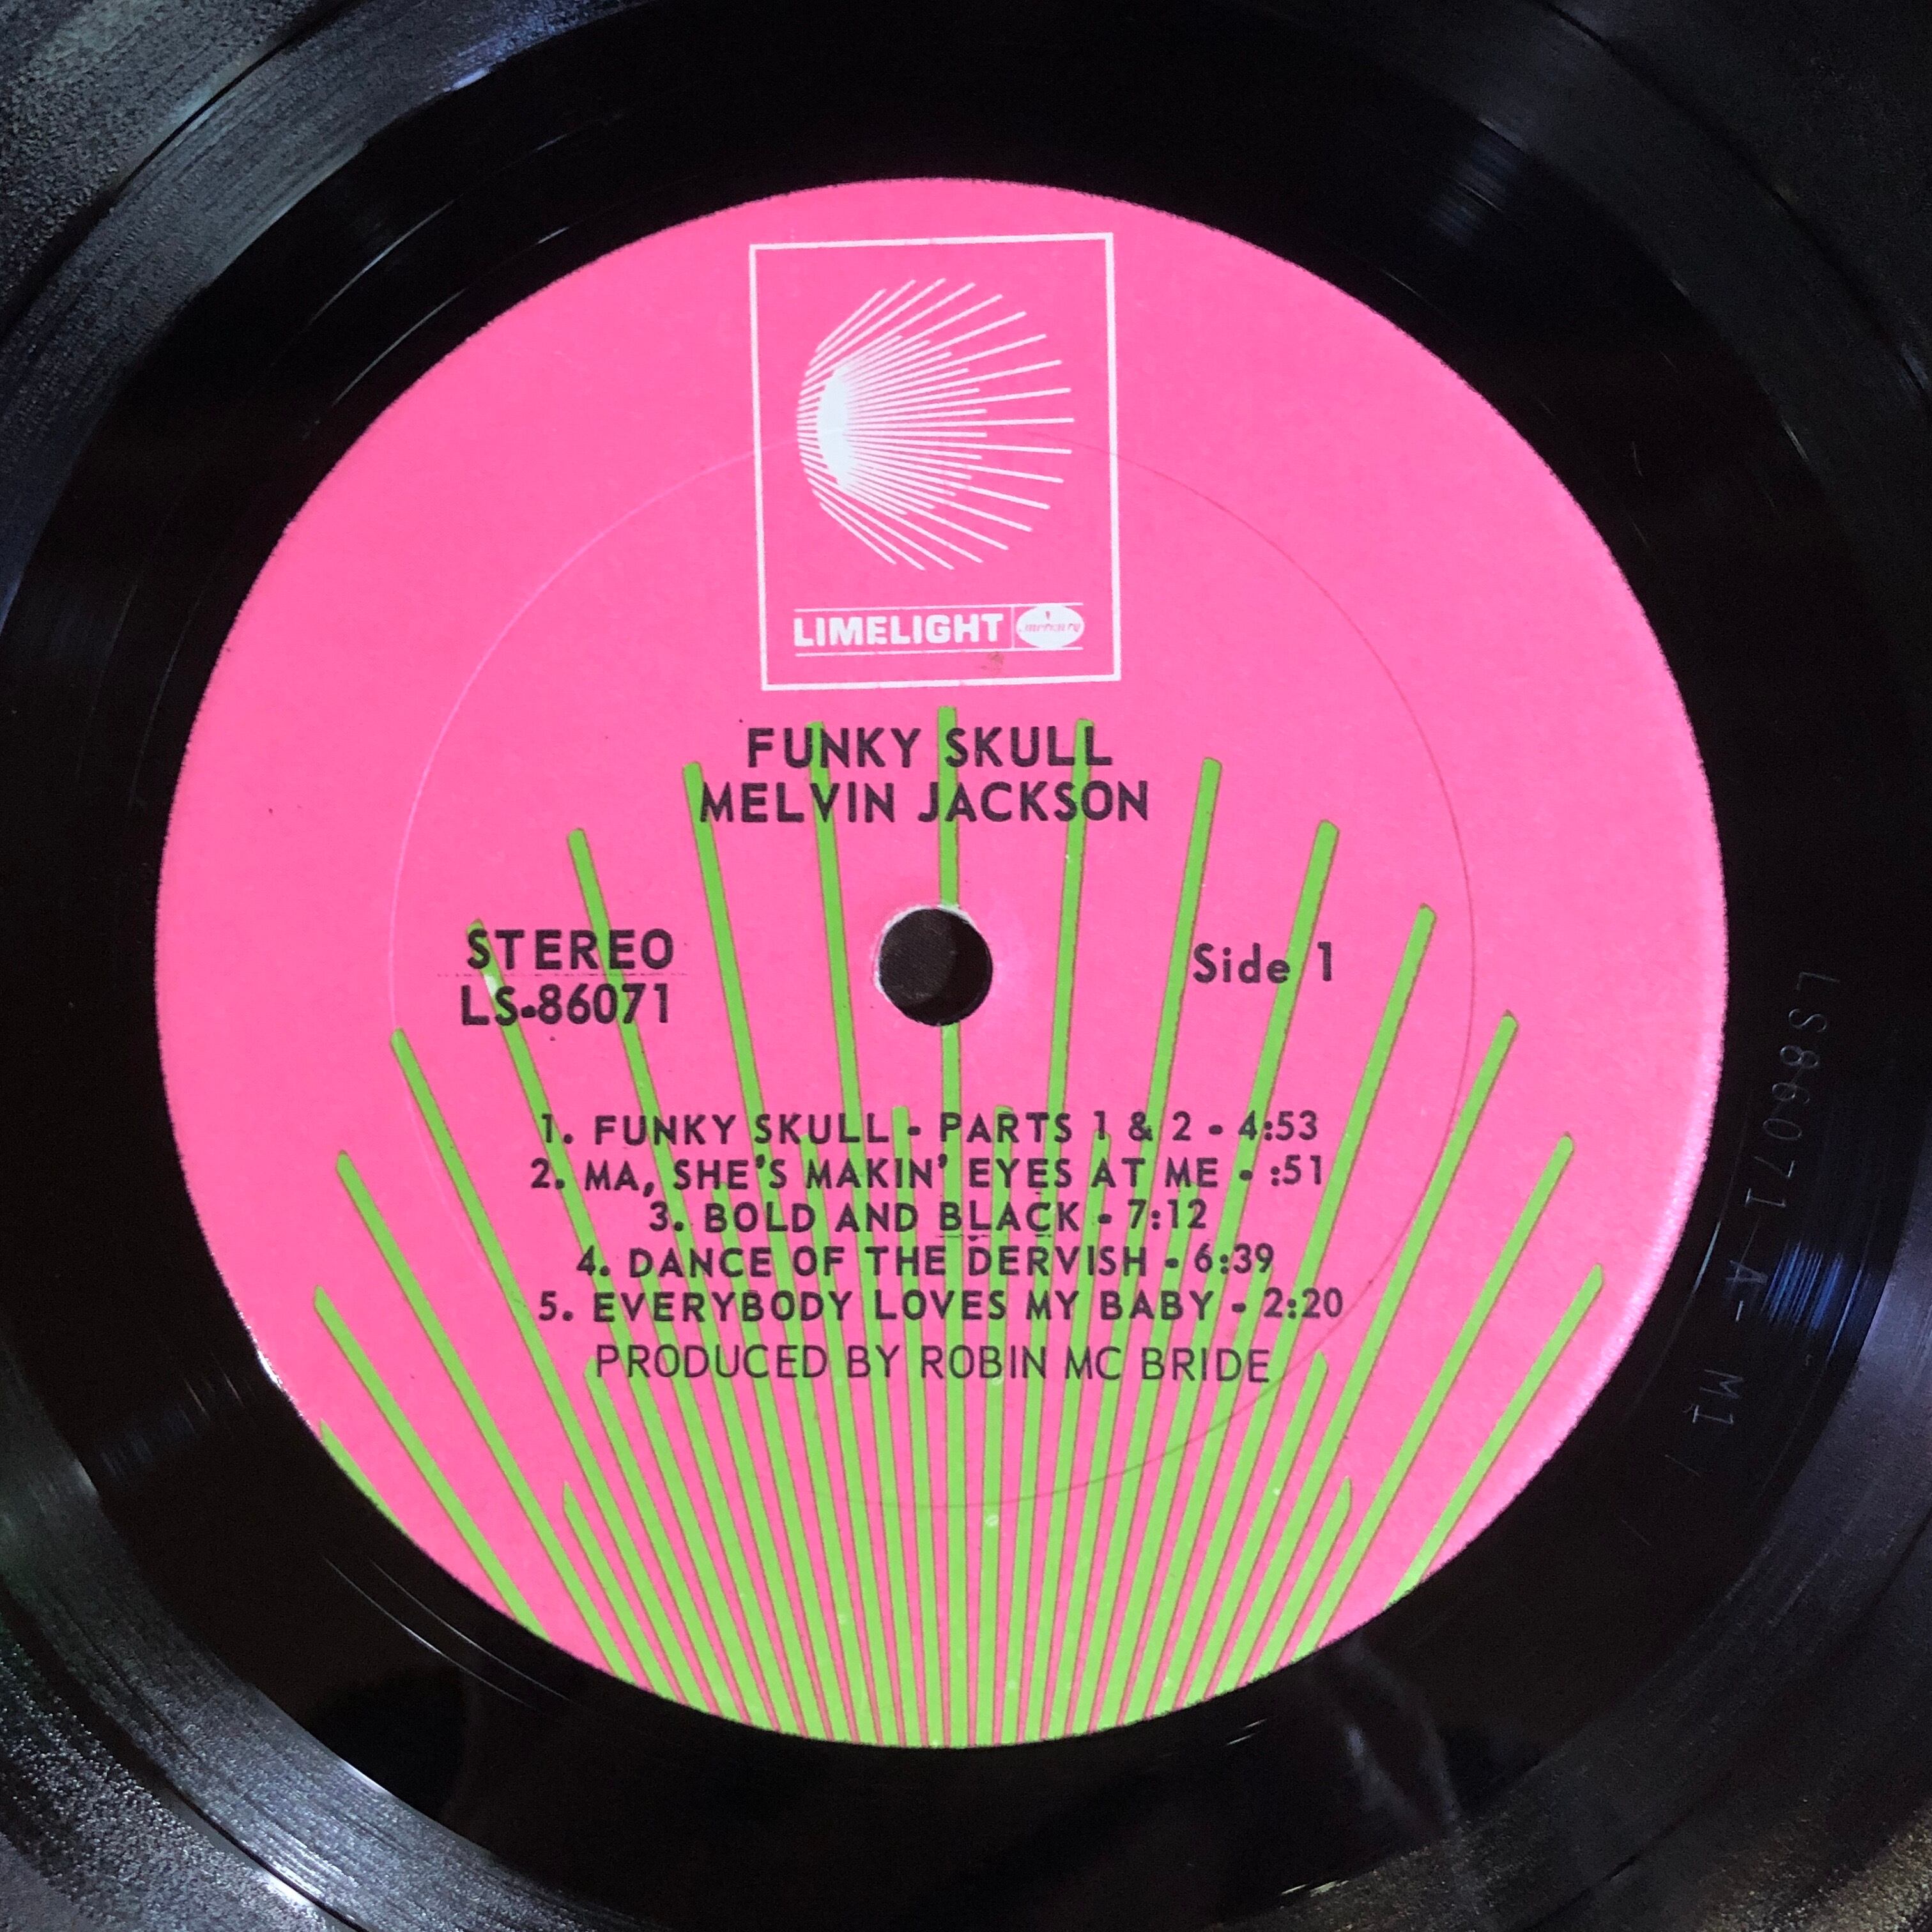 LIMELIGHT mercury
FUNKY SKULL
MELVIN JACKSON
STEREO
LS-86071
Side 1
1. FUNKY SKULL - PARTS 1 & 2 - 4:53
2. MA, SHE'S MAKIN' EYES AT ME - :51
3. BOLD AND BLACK - 7:12
4. DANCE OF THE DERVISH - 6:39
5. EVERYBODY LOVES MY BABY - 2:20
PRODUCED BY ROBIN MC BRIDE
LS86071-A- M1